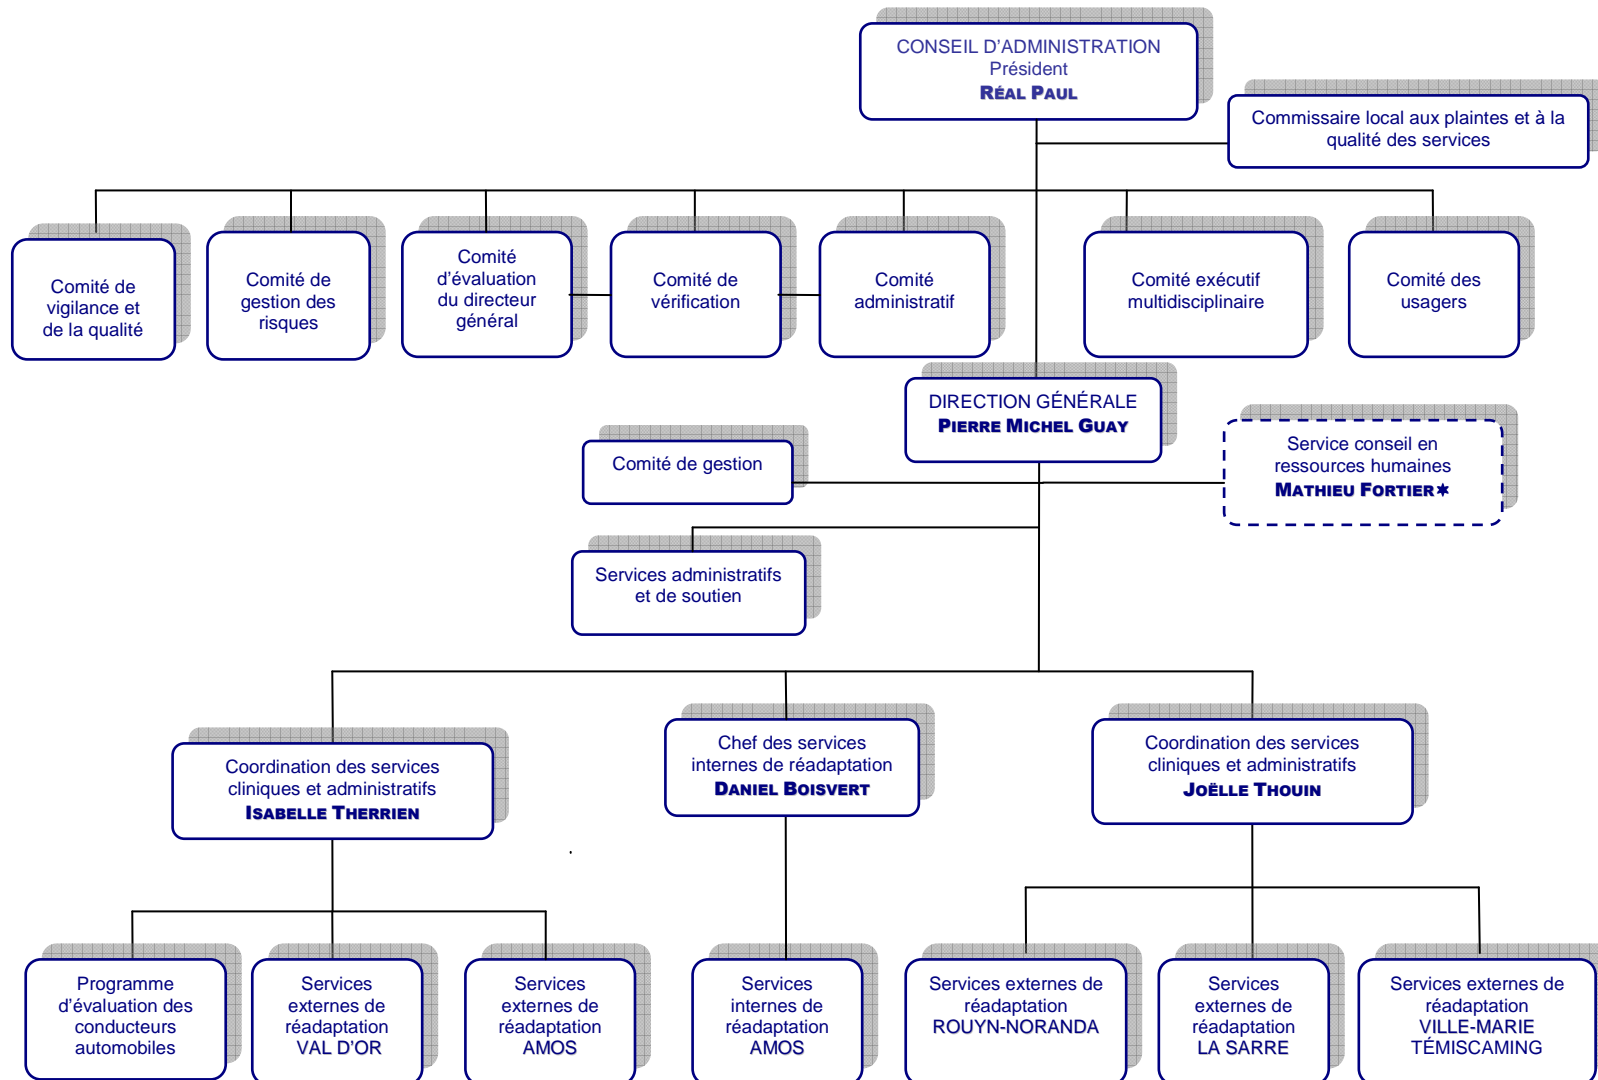 CONSEIL D'ADMINISTRATION
Président
RÉAL PAUL
Commissaire local aux plaintes et à la
qualité des services
Comité de
vigilance et
de la qualité
Comité de
gestion des
risques
Comité
d'évaluation
du directeur
général
Comité de
vérification
Comité
administratif
Comité exécutif
multidisciplinaire
Comité des
usagers
DIRECTION GÉNÉRALE
PIERRE MICHEL GUAY
Comité de gestion
Service conseil en
ressources humaines
MATHIEU FORTIER*
Services administratifs
et de soutien
Coordination des services
cliniques et administratifs
ISABELLE THERRIEN
Chef des services
internes de réadaptation
DANIEL BOISVERT
Coordination des services
cliniques et administratifs
JOËLLE THOUIN
Programme
d'évaluation des
conducteurs
automobiles
Services
externes de
réadaptation
VAL D'OR
Services
externes de
réadaptation
AMOS
Services
internes de
réadaptation
AMOS
Services externes de
réadaptation
ROUYN-NORANDA
Services
externes de
réadaptation
LA SARRE
Services externes de
réadaptation
VILLE-MARIE
TÉMISCAMING